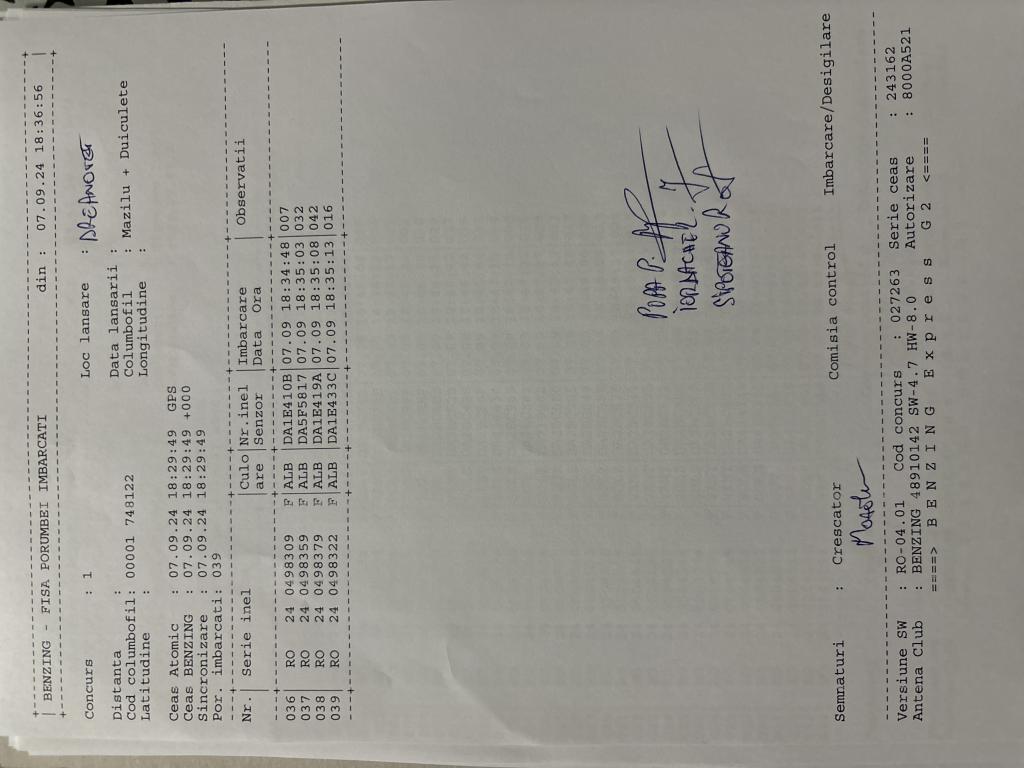 BENZING - FISA PORUMBEI IMBARCATI din : 07.09.24 18:36:56
Concurs : 1 Loc lansare :
Distanta : Data lansarii :
Cod columbofil: 00001 748122 Columbofil : Mazilu + Duiculete
Latitudine : Longitudine :
Ceas Atomic : 07.09.24 18:29:49 GPS
Ceas BENZING : 07.09.24 18:29:49 +000
Sincronizare : 07.09.24 18:29:49
Por. imbarcati: 039
Nr.| Serie inel |Culo|Nr.inel |Imbarcare | Observatii
|are |Senzor |Data Ora |
036| RO 24 0498309 F|ALB |DA1E410B|07.09 18:34:48|007
037| RO 24 0498359 F|ALB |DA5F5817|07.09 18:35:03|032
038| RO 24 0498379 F|ALB |DA1E419A|07.09 18:35:08|042
039| RO 24 0498322 F|ALB |DA1E433C|07.09 18:35:13|016
POPA P.
Semnaturi : Crescator Comisia control Imbarcare/Desigilare
Versiune SW : RO-04.01 Cod concurs : 027263 Serie ceas : 243162
Antena Club : BENZING 48910142 SW-4.7 HW-8.0 Autorizare : 8000A521
====> B E N Z I N G E x p r e s s G 2 <====